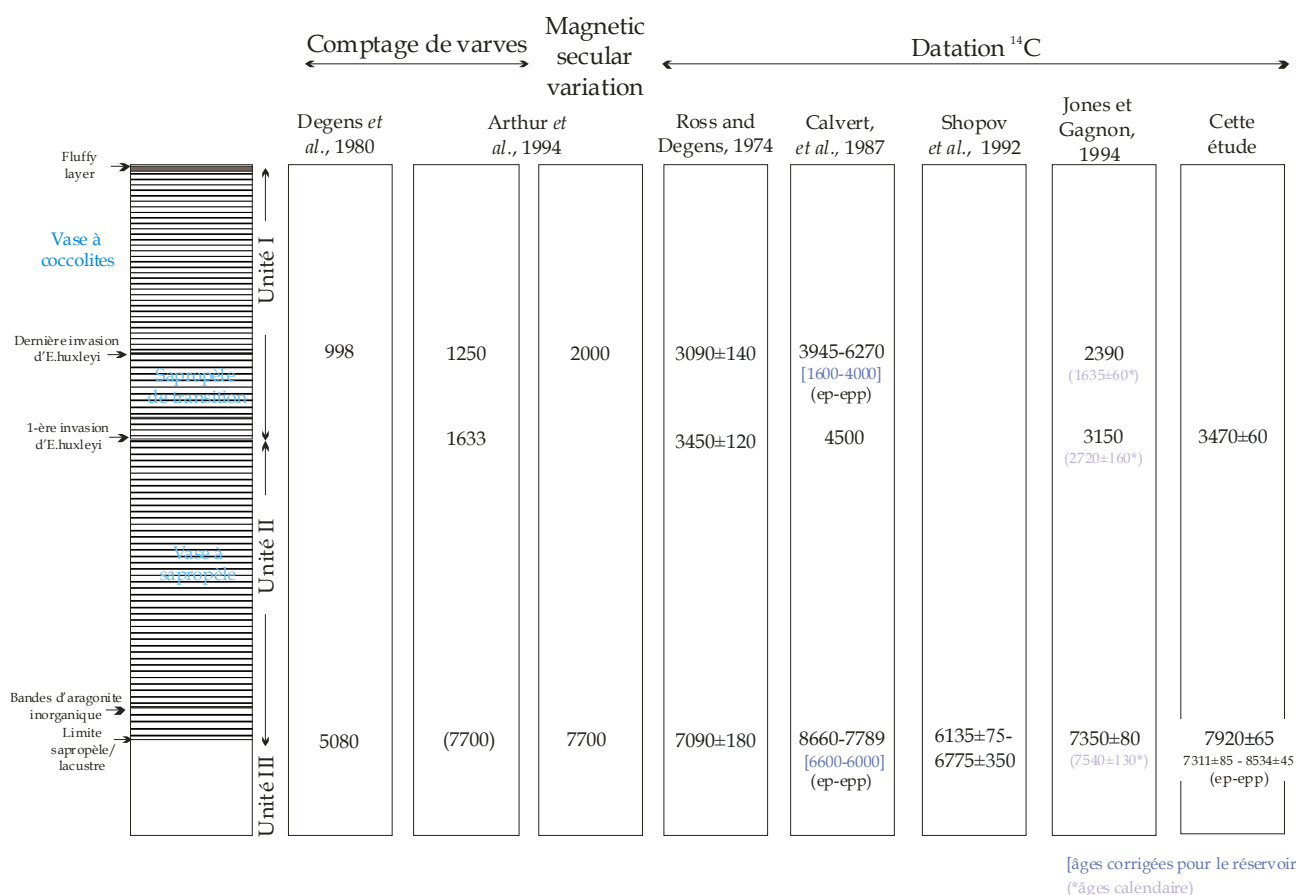 Comptage de varves
Magnetic
secular
variation
Datation ¹⁴C
Degens et
al., 1980
Arthur et
al., 1994
Ross and
Degens, 1974
Calvert,
et al., 1987
Shopov
et al., 1992
Jones et
Gagnon,
1994
Cette
étude
Fluffy
layer
Vase à
coccolites
Unité I
Dernière invasion
d'E.huxleyi
998
1250
2000
3090±140
3945-6270
[1600-4000]
(ep-epp)
2390
(1635±60*)
Sapropèle
de transition
1-ère invasion
d'E.huxleyi
1633
3450±120
4500
3150
(2720±160*)
3470±60
Unité II
Vase à
sapropèle
Bandes d'aragonite
inorganique
Limite
sapropèle/
lacustre
Unité III
5080
(7700)
7700
7090±180
8660-7789
[6600-6000]
(ep-epp)
6135±75-
6775±350
7350±80
(7540±130*)
7920±65
7311±85 - 8534±45
(ep-epp)
[âges corrigées pour le réservoir
(*âges calendaire)